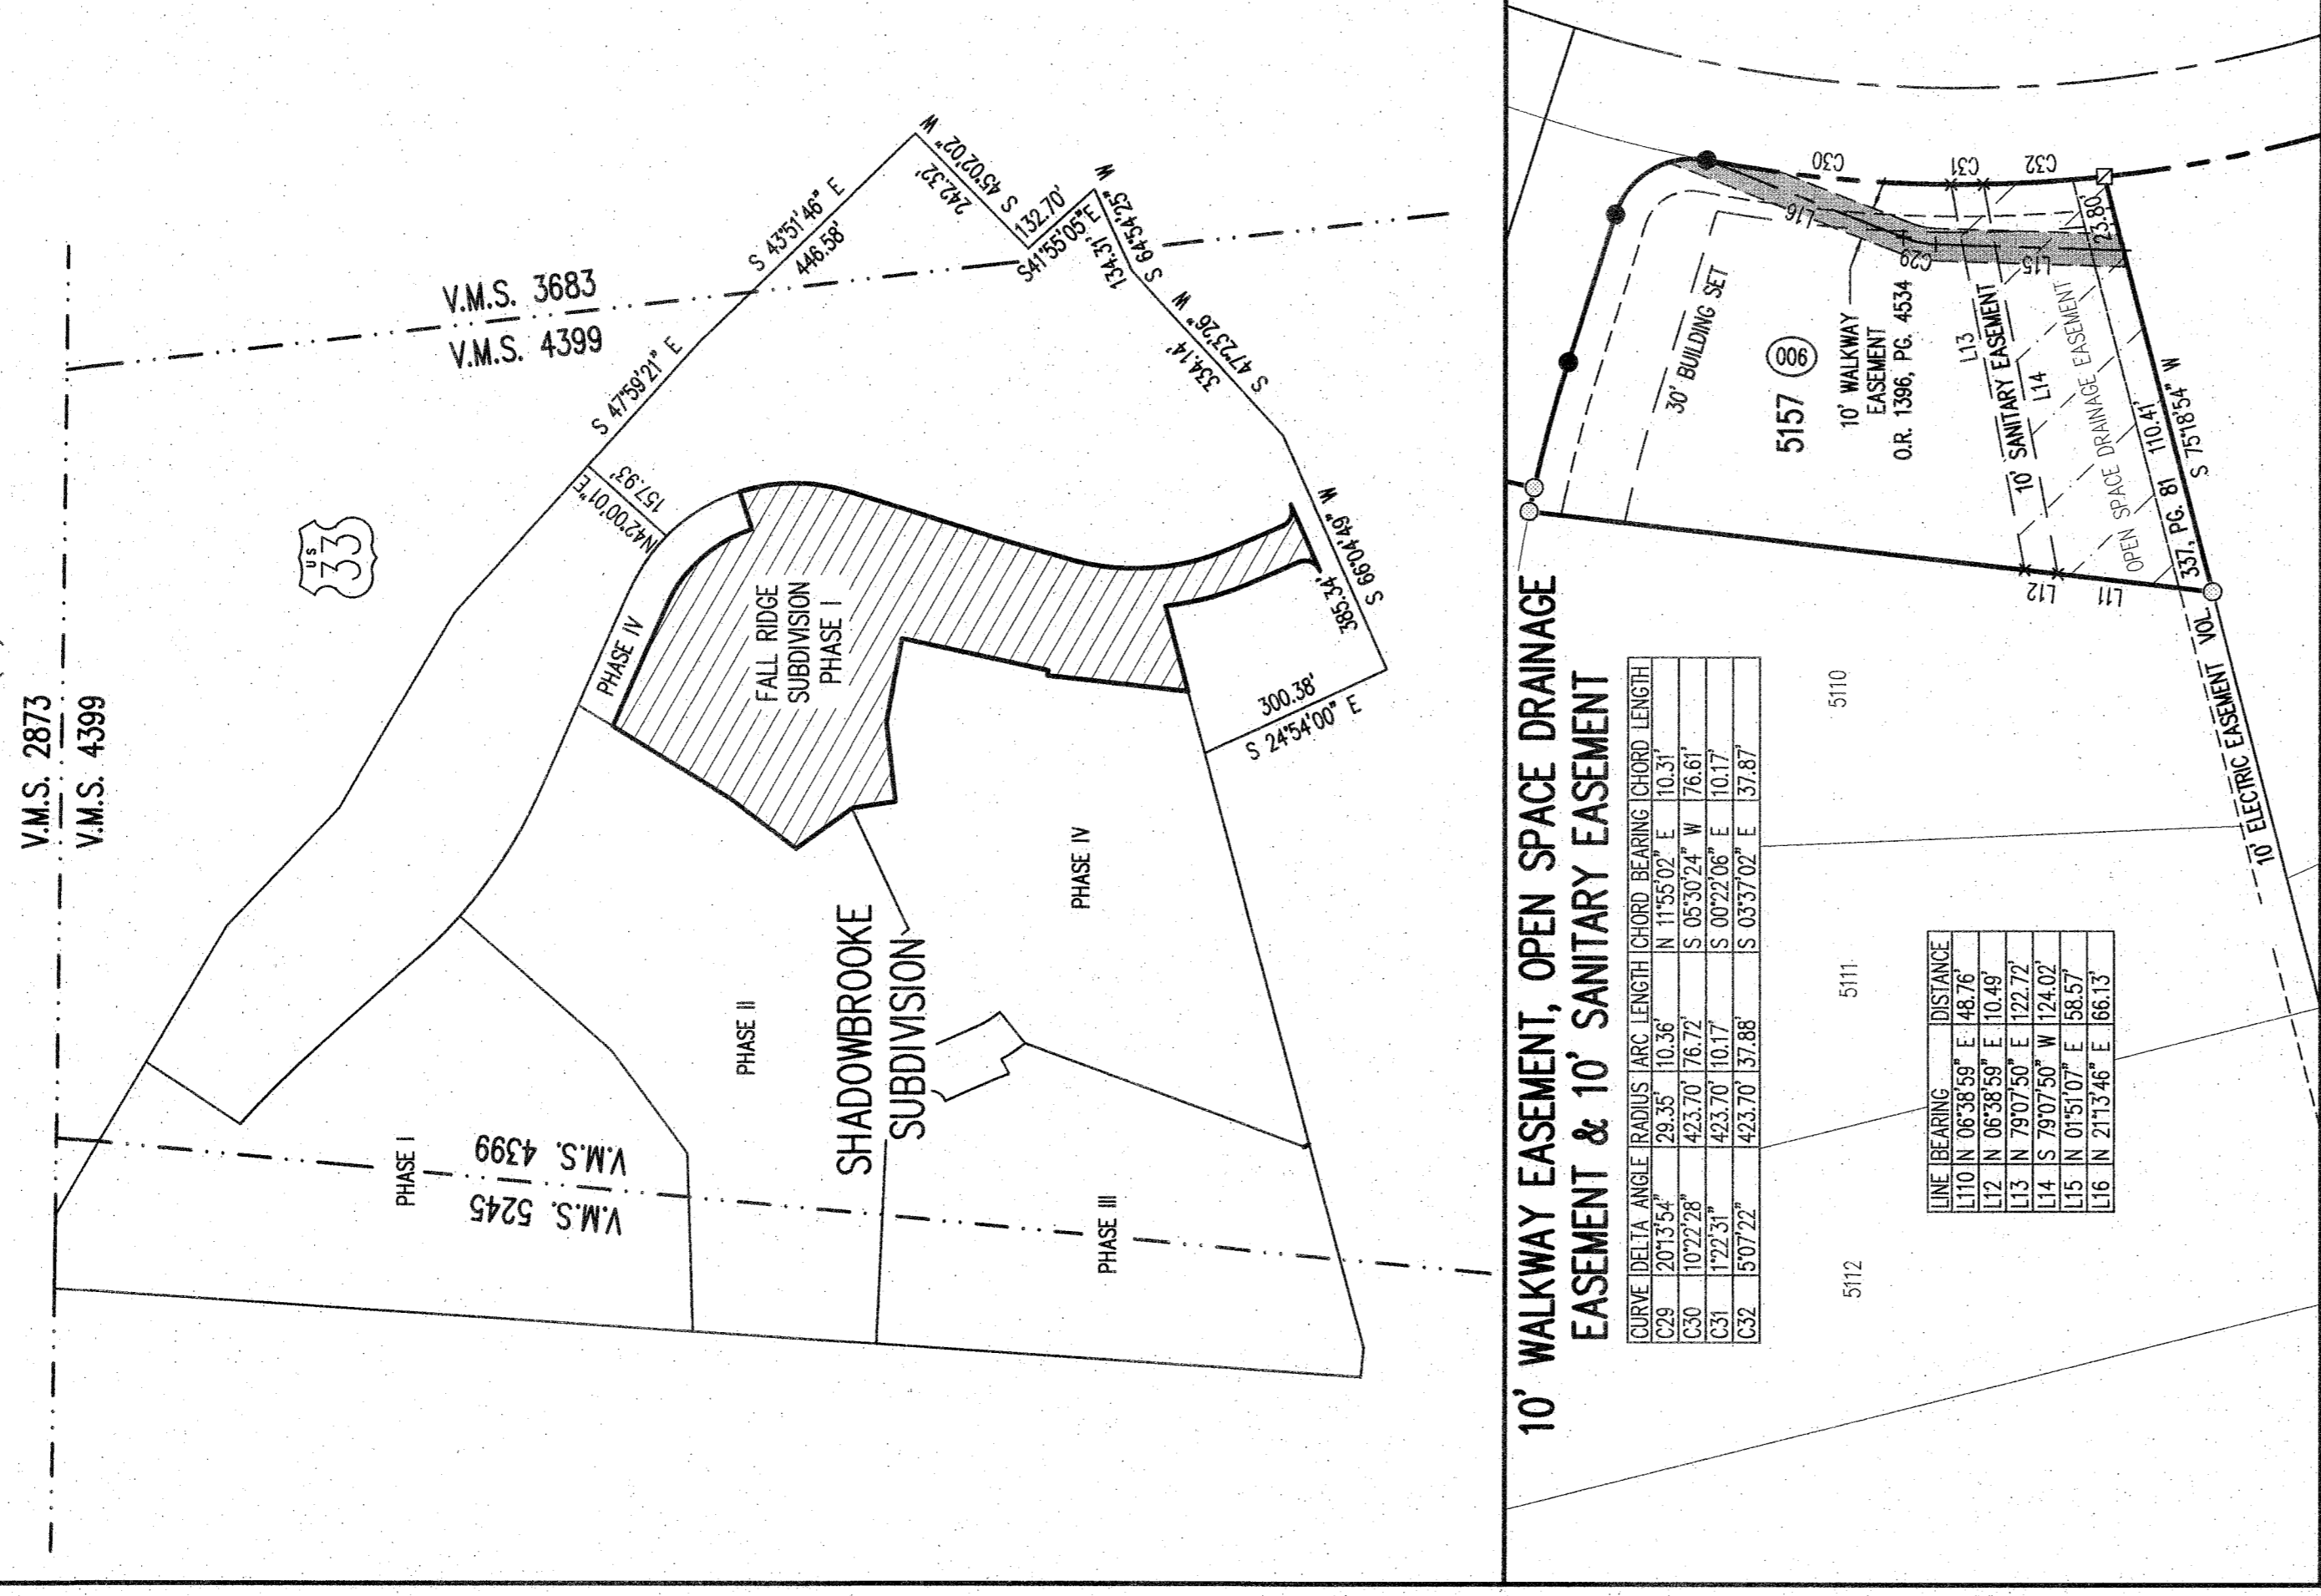 V.M.S. 2873
V.M.S. 4399
US
33
V.M.S. 3683
V.M.S. 4399
S 47°59'21" E
S 43°51'46" E
446.58'
S 45°02'02" W
242.32'
132.70'
S41°55'05"E
134.31'
S 64°54'25" W
S 47°23'26" W
334.14'
N42°00'01"E
157.93'
S 66°04'49" W
385.34'
300.38'
S 24°54'00" E
PHASE IV
FALL RIDGE
SUBDIVISION
PHASE I
PHASE IV
SHADOWBROOKE
SUBDIVISION
PHASE II
PHASE I
V.M.S. 4399
V.M.S. 5245
PHASE III
10' WALKWAY EASEMENT, OPEN SPACE DRAINAGE
EASEMENT & 10' SANITARY EASEMENT
CURVE DELTA ANGLE RADIUS ARC LENGTH CHORD BEARING CHORD LENGTH
C29 20°13'54" 29.35' 10.36' N 11°55'02" E 10.31'
C30 10°22'28" 423.70' 76.72' S 05°30'24" W 76.61'
C31 1°22'31" 423.70' 10.17' S 00°22'06" E 10.17'
C32 5°07'22" 423.70' 37.88' S 03°37'02" E 37.87'
5110
5111
5112
LINE BEARING DISTANCE
L110 N 06°38'59" E 48.76'
L12 N 06°38'59" E 10.49'
L13 N 79°07'50" E 122.72'
L14 S 79°07'50" W 124.02'
L15 N 01°51'07" E 58.57'
L16 N 21°13'46" E 66.13'
30' BUILDING SET
5157
006
10' WALKWAY
EASEMENT
O.R. 1396, PG. 4534
L16
C30
C29
C31
C32
L13
10' SANITARY EASEMENT
L14
L15
23.80'
OPEN SPACE DRAINAGE EASEMENT
L12
L11
10' ELECTRIC EASEMENT VOL 337, PG. 81
110.41'
S 75°18'54" W